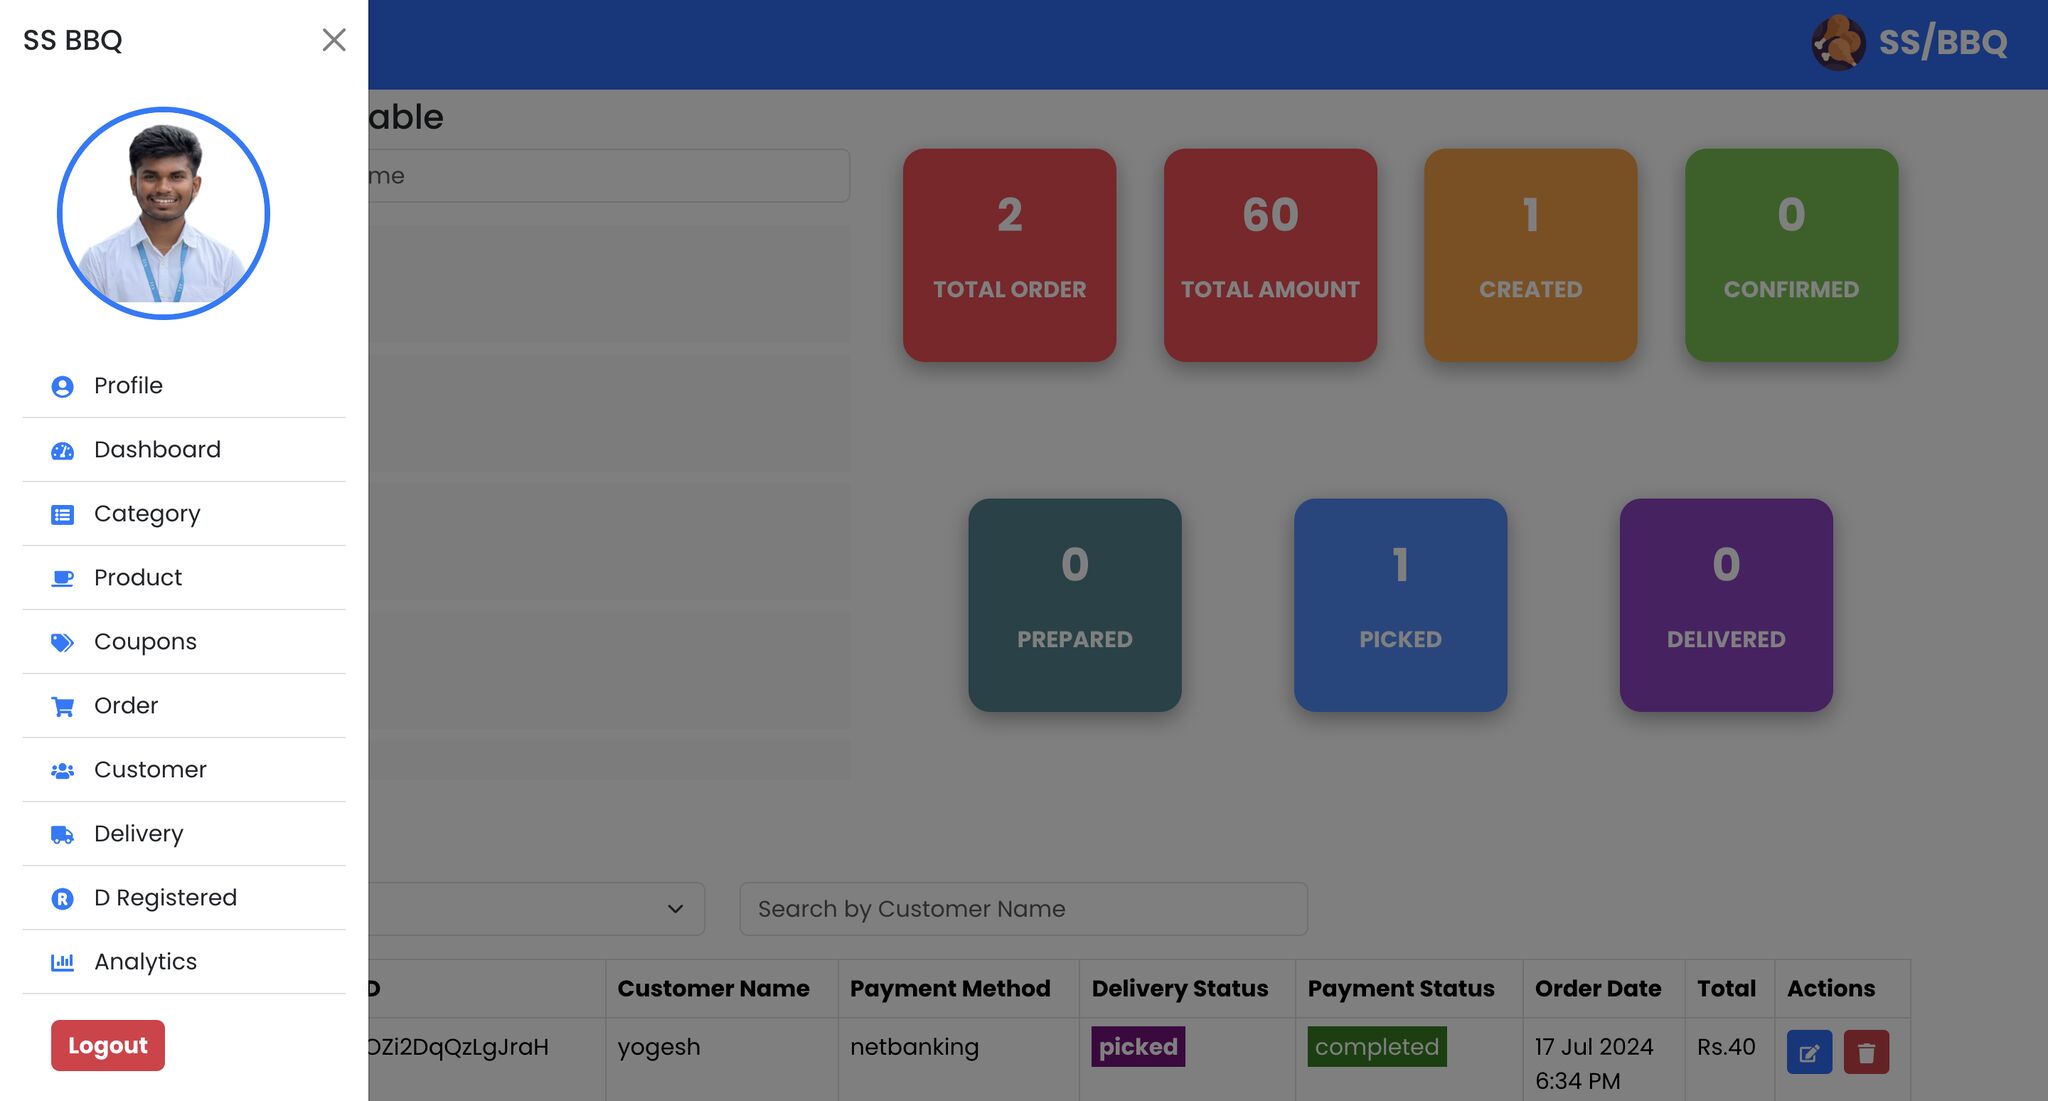 SS BBQ
Profile
Dashboard
Category
Product
Coupons
Order
Customer
Delivery
D Registered
Analytics
Logout
SS/BBQ
able
me
2
TOTAL ORDER
60
TOTAL AMOUNT
1
CREATED
0
CONFIRMED
0
PREPARED
1
PICKED
0
DELIVERED
Search by Customer Name
D Customer Name Payment Method Delivery Status Payment Status Order Date Total Actions
OZi2DqQzLgJraH yogesh netbanking picked completed 17 Jul 2024 Rs.40
6:34 PM